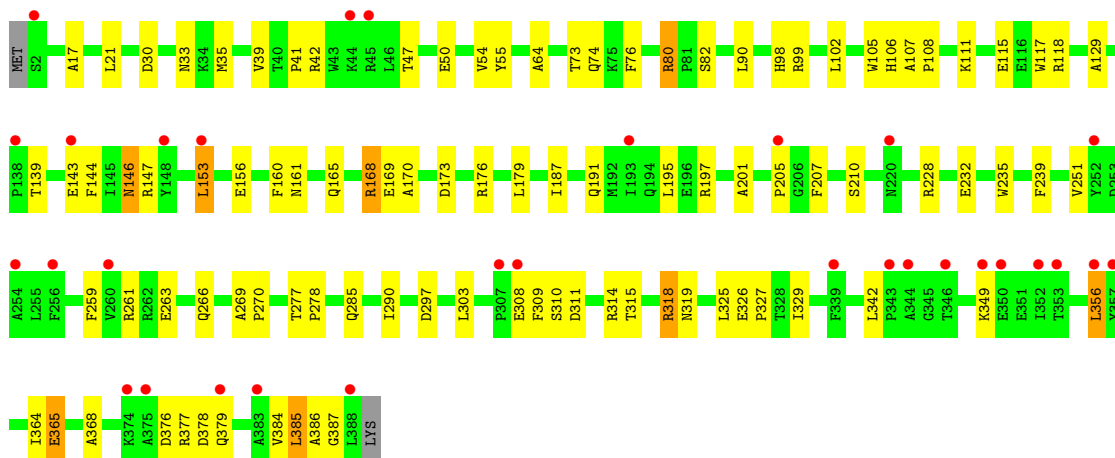 MET S2 A17 L21 D30 N33 K34 M35 V39 T40 P41 R42 W43 K44 R45 L46 T47 E50 V54 Y55 A64 T73 Q74 K75 F76 R80 P81 S82 L90 H98 R99 L102 W105 H106 A107 P108 K111 E115 E116 W117 R118 A129
P138 T139 E143 F144 I145 N146 R147 Y148 L153 E156 F160 N161 Q165 R168 E169 A170 D173 R176 L179 I187 Q191 M192 I193 Q194 L195 E196 R197 A201 P205 G206 F207 S210 N220 R228 E232 W235 F239 V251 Y252 D253
A254 L255 F256 F259 V260 R261 R262 E263 Q266 A269 P270 T277 P278 Q285 I290 D297 L303 P307 E308 F309 S310 D311 R314 T315 R318 N319 L325 E326 P327 T328 I329 F339 L342 P343 A344 G345 T346 K349 E350 E351 I352 T353 L356 Y357
I364 E365 A368 K374 A375 D376 R377 D378 Q379 A383 V384 L385 A386 G387 L388 LYS